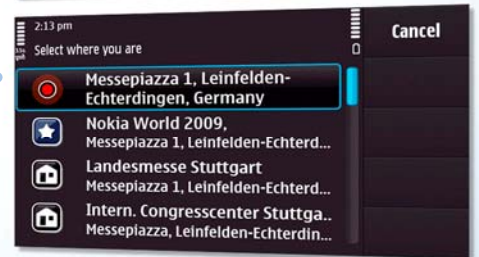 2:13 pm
Cancel
Select where you are
Messepiazza 1, Leinfelden-
Echterdingen, Germany
Nokia World 2009,
Messepiazza 1, Leinfelden-Echterd...
Landesmesse Stuttgart
Messepiazza 1, Leinfelden-Echterd...
Intern. Congresscenter Stuttga..
Messepiazza, Leinfelden-Echterdin...